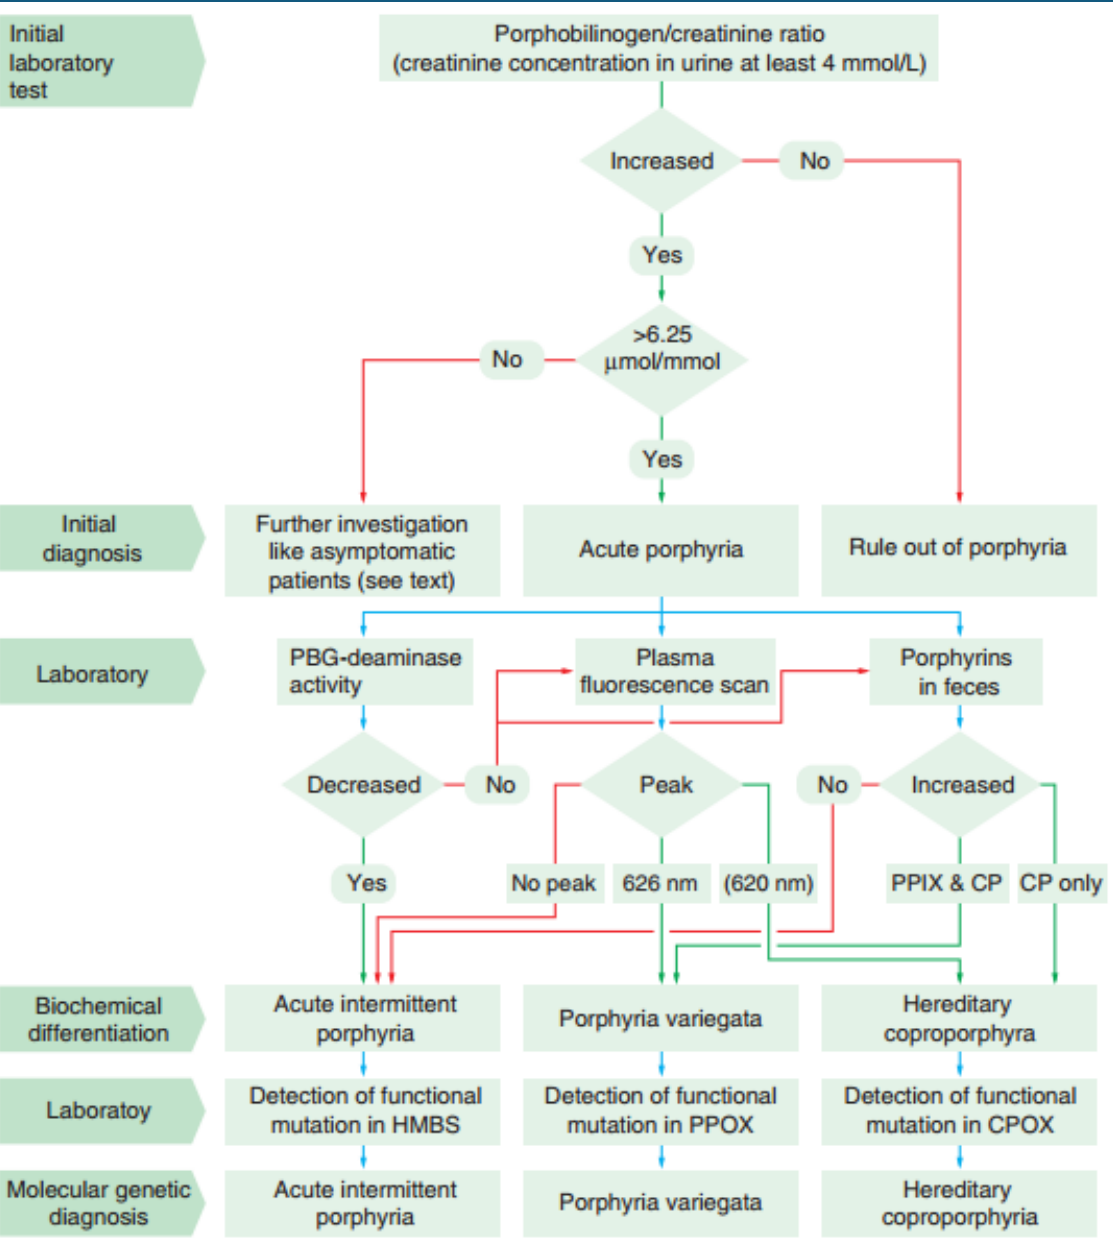 Initial
laboratory
test
Porphobilinogen/creatinine ratio
(creatinine concentration in urine at least 4 mmol/L)
Increased
No
Yes
>6.25
μmol/mmol
No
Yes
Initial
diagnosis
Further investigation
like asymptomatic
patients (see text)
Acute porphyria
Rule out of porphyria
Laboratory
PBG-deaminase
activity
Plasma
fluorescence scan
Porphyrins
in feces
Decreased
No
Peak
No
Increased
Yes
No peak
626 nm
(620 nm)
PPIX & CP
CP only
Biochemical
differentiation
Acute intermittent
porphyria
Porphyria variegata
Hereditary
coproporphyra
Laboratoy
Detection of functional
mutation in HMBS
Detection of functional
mutation in PPOX
Detection of functional
mutation in CPOX
Molecular genetic
diagnosis
Acute intermittent
porphyria
Porphyria variegata
Hereditary
coproporphyria